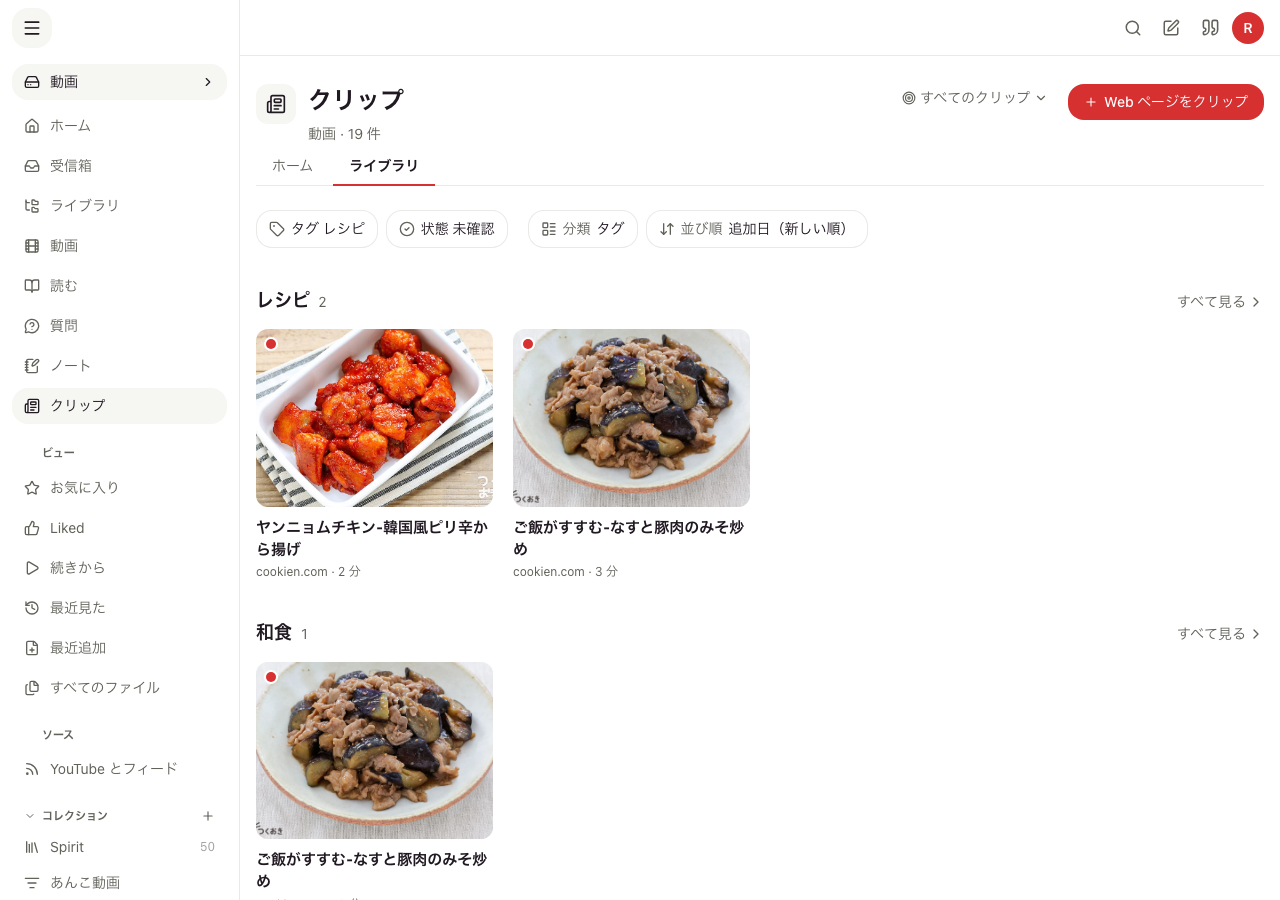 動画
R
クリップ
動画 · 19 件
すべてのクリップ
Web ページをクリップ
ホーム
ライブラリ
ホーム
受信箱
ライブラリ
動画
読む
質問
ノート
クリップ
ビュー
お気に入り
Liked
続きから
最近見た
最近追加
すべてのファイル
ソース
YouTube とフィード
コレクション
Spirit 50
あんこ動画
タグ レシピ
状態 未確認
分類 タグ
並び順 追加日（新しい順）
レシピ 2
すべて見る
つま
つくおき
ヤンニョムチキン-韓国風ピリ辛か
ら揚げ
cookien.com · 2 分
ご飯がすすむ-なすと豚肉のみそ炒
め
cookien.com · 3 分
和食 1
すべて見る
つくおき
ご飯がすすむ-なすと豚肉のみそ炒
め